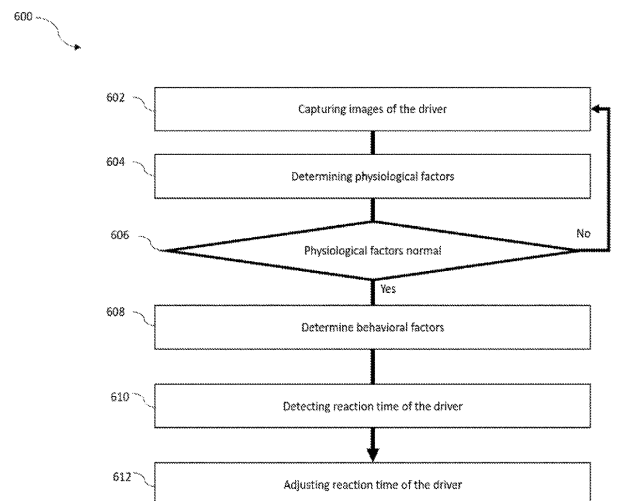 600
602
Capturing images of the driver
604
Determining physiological factors
606
Physiological factors normal
No
Yes
608
Determine behavioral factors
610
Detecting reaction time of the driver
612
Adjusting reaction time of the driver